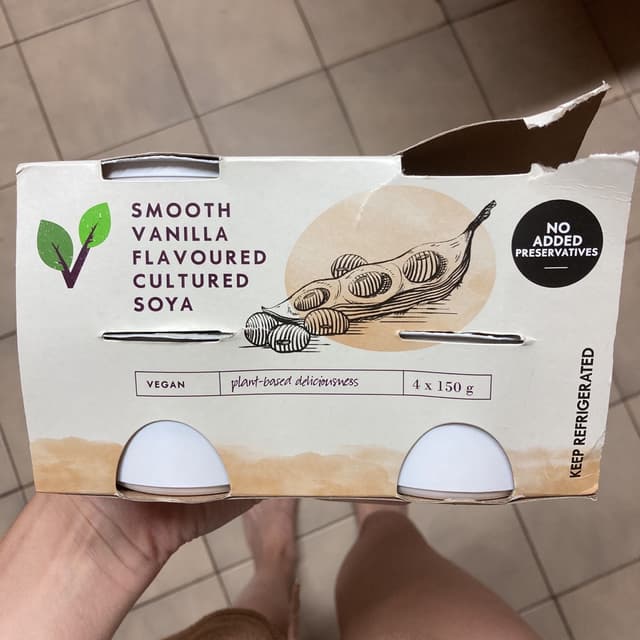 SMOOTH
VANILLA
FLAVOURED
CULTURED
SOYA
NO
ADDED
PRESERVATIVES
VEGAN
plant-based deliciousness
4 x 150 g
KEEP REFRIGERATED